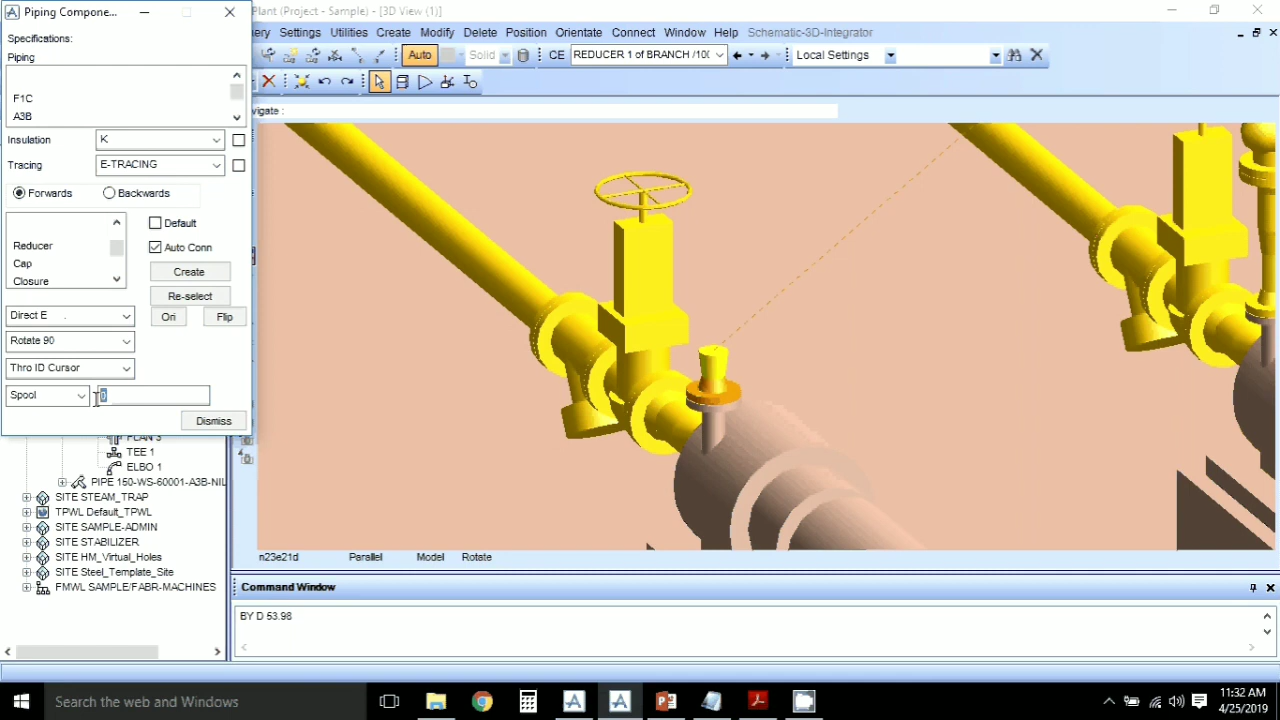 Piping Compone...
Plant (Project - Sample) - [3D View (1)]
Settings Utilities Create Modify Delete Position Orientate Connect Window Help Schematic-3D-Integrator
Auto Solid CE REDUCER 1 of BRANCH /100 Local Settings
Specifications:
Piping
F1C
A3B
Insulation
Tracing E-TRACING
Forwards Backwards
Reducer
Cap
Closure
Default
Auto Conn
Create
Re-select
Direct E Ori Flip
Rotate 90
Thro ID Cursor
Spool 0
Dismiss
vigate :
TEE 1
ELBO 1
PIPE 150-WS-60001-A3B-NIL
SITE STEAM_TRAP
TPWL Default_TPWL
SITE SAMPLE-ADMIN
SITE STABILIZER
SITE HM_Virtual_Holes
SITE Steel_Template_Site
FMWL SAMPLE/FABR-MACHINES
n23e21d Parallel Model Rotate
Command Window
BY D 53.98
Search the web and Windows
11:32 AM
4/25/2019